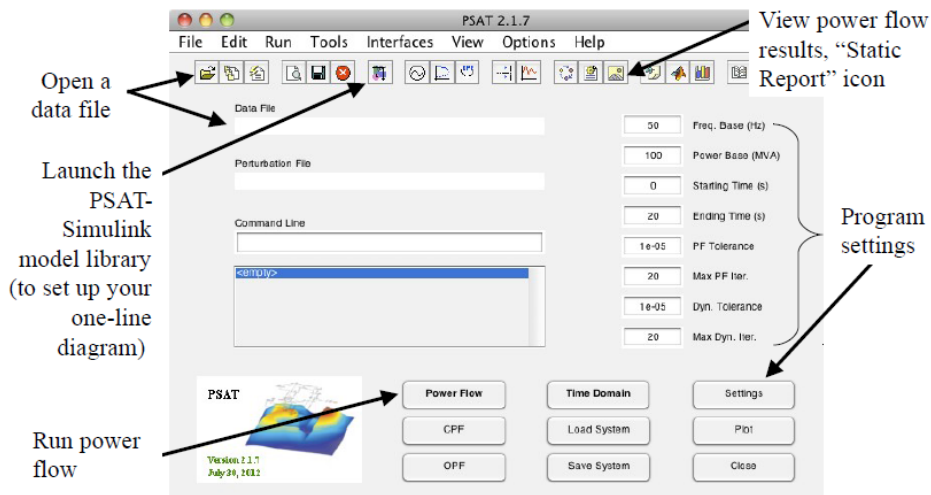 PSAT 2.1.7
File Edit Run Tools Interfaces View Options Help
View power flow
results, “Static
Report” icon
Open a
data file
Launch the
PSAT-
Simulink
model library
(to set up your
one-line
diagram)
Run power
flow
Data File
Perturbation File
Command Line
<empty>
50 Freq. Base (Hz)
100 Power Base (MVA)
0 Starting Time (s)
20 Ending Time (s)
1e-05 PF Tolerance
20 Max PF Iter.
1e-05 Dyn. Tolerance
20 Max Dyn. Iter.
Program
settings
PSAT
Version 2.1.7
July 30, 2012
Power Flow Time Domain Settings
CPF Load System Plot
OPF Save System Close